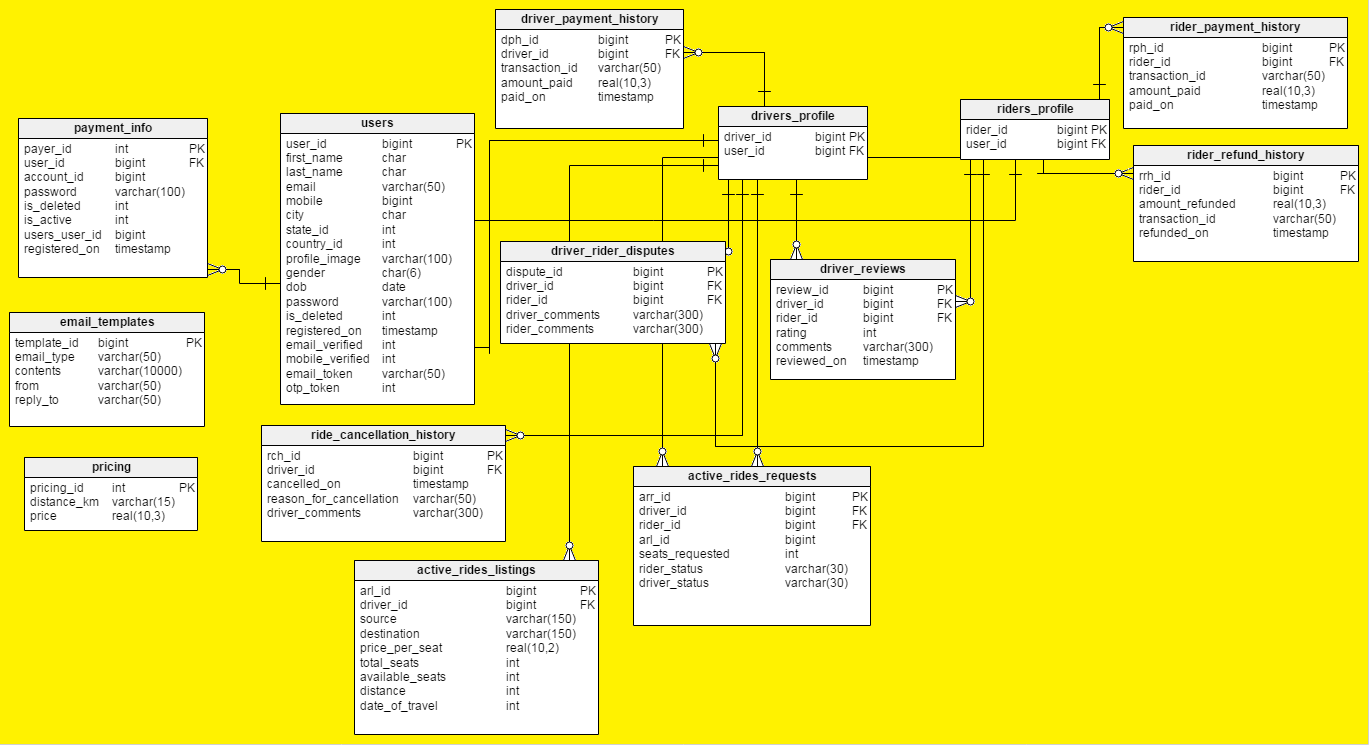 driver_payment_history
dph_id bigint PK
driver_id bigint FK
transaction_id varchar(50)
amount_paid real(10,3)
paid_on timestamp
rider_payment_history
rph_id bigint PK
rider_id bigint FK
transaction_id varchar(50)
amount_paid real(10,3)
paid_on timestamp
payment_info
payer_id int PK
user_id bigint FK
account_id bigint
password varchar(100)
is_deleted int
is_active int
users_user_id bigint
registered_on timestamp
users
user_id bigint PK
first_name char
last_name char
email varchar(50)
mobile bigint
city char
state_id int
country_id int
profile_image varchar(100)
gender char(6)
dob date
password varchar(100)
is_deleted int
registered_on timestamp
email_verified int
mobile_verified int
email_token varchar(50)
otp_token int
drivers_profile
driver_id bigint PK
user_id bigint FK
riders_profile
rider_id bigint PK
user_id bigint FK
rider_refund_history
rrh_id bigint PK
rider_id bigint FK
amount_refunded real(10,3)
transaction_id varchar(50)
refunded_on timestamp
driver_rider_disputes
dispute_id bigint PK
driver_id bigint FK
rider_id bigint FK
driver_comments varchar(300)
rider_comments varchar(300)
driver_reviews
review_id bigint PK
driver_id bigint FK
rider_id bigint FK
rating int
comments varchar(300)
reviewed_on timestamp
email_templates
template_id bigint PK
email_type varchar(50)
contents varchar(10000)
from varchar(50)
reply_to varchar(50)
pricing
pricing_id int PK
distance_km varchar(15)
price real(10,3)
ride_cancellation_history
rch_id bigint PK
driver_id bigint FK
cancelled_on timestamp
reason_for_cancellation varchar(50)
driver_comments varchar(300)
active_rides_requests
arr_id bigint PK
driver_id bigint FK
rider_id bigint FK
arl_id bigint
seats_requested int
rider_status varchar(30)
driver_status varchar(30)
active_rides_listings
arl_id bigint PK
driver_id bigint FK
source varchar(150)
destination varchar(150)
price_per_seat real(10,2)
total_seats int
available_seats int
distance int
date_of_travel int